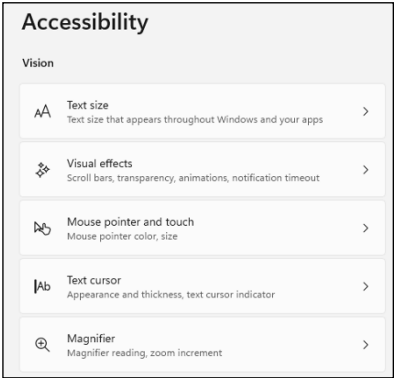 Accessibility
Vision
Text size
Text size that appears throughout Windows and your apps
Visual effects
Scroll bars, transparency, animations, notification timeout
Mouse pointer and touch
Mouse pointer color, size
Text cursor
Appearance and thickness, text cursor indicator
Magnifier
Magnifier reading, zoom increment